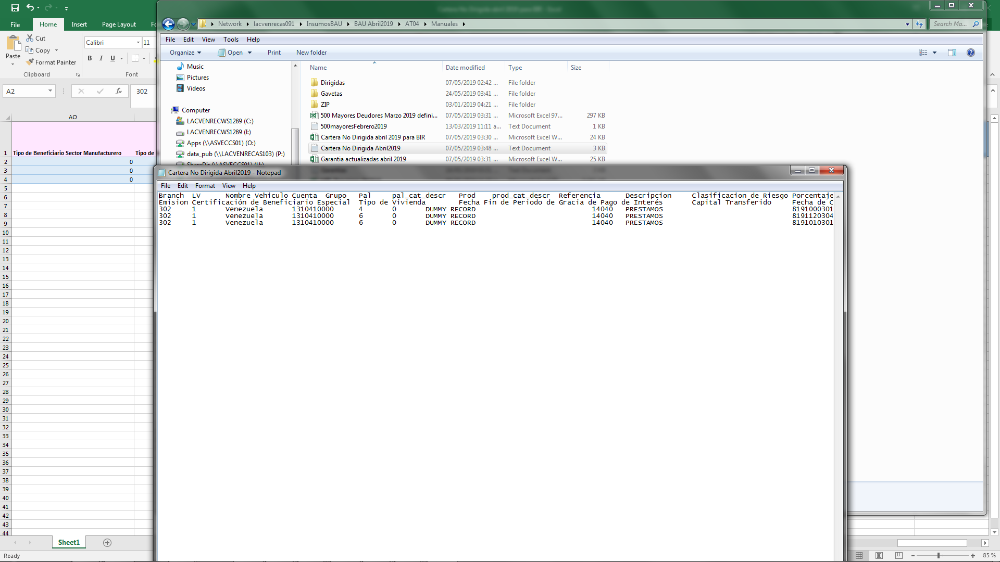 Cartera No Dirigida abril 2019 para BIR - Excel
File Home Insert Page Layout Fo
Network lacvenrecas091 InsumosBAU BAU Abril2019 AT04 Manuales
Search Ma...
File Edit View Tools Help
Organize Open Print New folder
Paste
Cut
Copy
Format Painter
Clipboard
Calibri 11
B I U
Font
A2
fx 302
AO
1 Tipo de Beneficiario Sector Manufacturero Tipo de
2 0
3 0
4 0
5
6
7
8
9
10
11
12
13
14
15
16
17
18
19
20
21
22
23
24
25
26
27
28
29
30
31
32
33
34
35
36
37
38
39
40
41
42
43
44
Sheet1
Ready
85 %
Music
Pictures
Videos
Computer
LACVENRECWS1289 (C:)
LACVENRECWS1289 (I:)
Apps (\\ASVECCS01) (O:)
data_pub (\\LACVENRECAS103) (P:)
ShareDir (\\ASVECCS01) (U:)
Name Date modified Type Size
Dirigidas 07/05/2019 02:42 ... File folder
Gavetas 24/05/2019 03:41 ... File folder
ZIP 03/01/2019 04:21 ... File folder
500 Mayores Deudores Marzo 2019 defini... 07/05/2019 03:31 ... Microsoft Excel 97... 297 KB
500mayoresFebrero2019 13/03/2019 11:11 a... Text Document 1 KB
Cartera No Dirigida abril 2019 para BIR 07/05/2019 03:30 ... Microsoft Excel W... 24 KB
Cartera No Dirigida Abril2019 07/05/2019 03:48 ... Text Document 3 KB
Garantia actualizadas abril 2019 07/05/2019 03:31 ... Microsoft Excel W... 25 KB
Cartera No Dirigida Abril2019 - Notepad
File Edit Format View Help
Branch LV Nombre Vehiculo Cuenta Grupo Pal pal_cat_descr Prod prod_cat_descr Referencia Descripcion Clasificacion de Riesgo Porcentaje
Emision Certificación de Beneficiario Especial Tipo de Vivienda Fecha Fin de Periodo de Gracia de Pago de Interés Capital Transferido Fecha de C
302 1 Venezuela 1310410000 4 0 DUMMY RECORD 14040 PRESTAMOS 8191000301
302 1 Venezuela 1310410000 6 0 DUMMY RECORD 14040 PRESTAMOS 8191120304
302 1 Venezuela 1310410000 6 0 DUMMY RECORD 14040 PRESTAMOS 8191010301